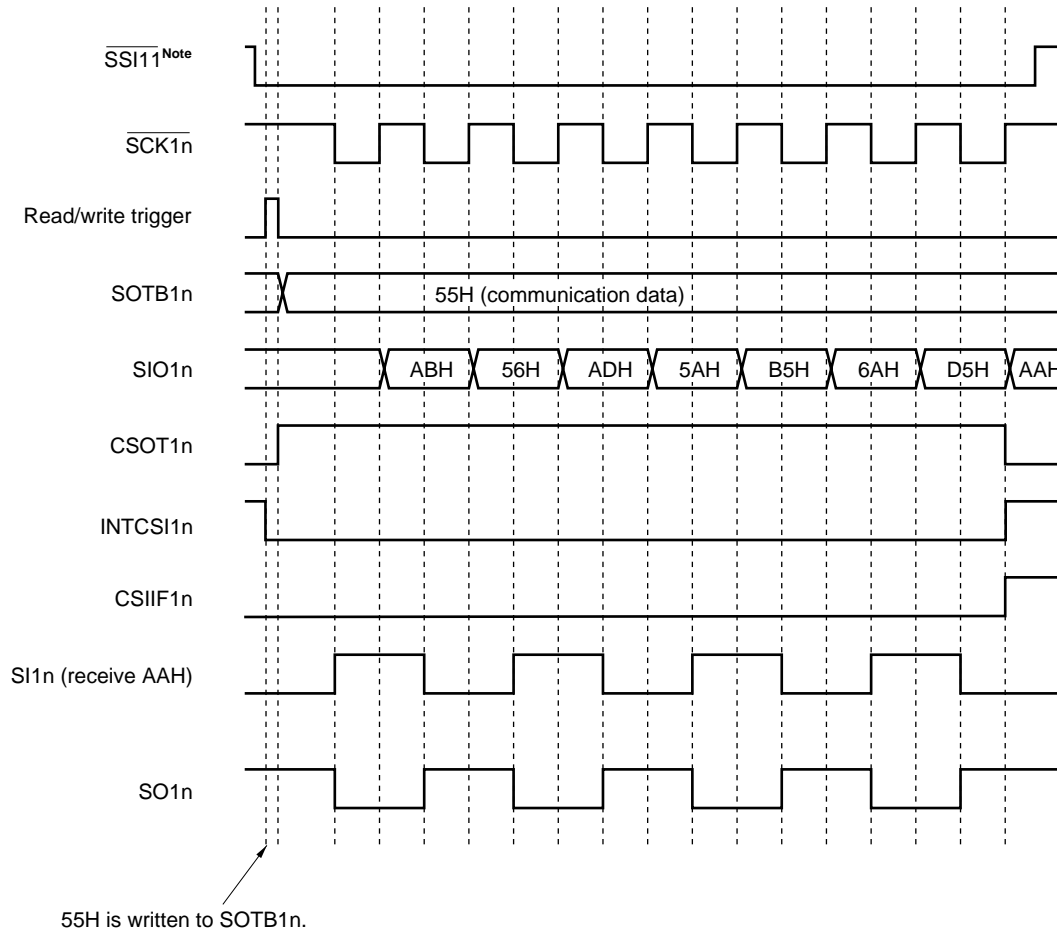 SSI11Note
SCK1n
Read/write trigger
SOTB1n
55H (communication data)
SIO1n
ABH 56H ADH 5AH B5H 6AH D5H AAH
CSOT1n
INTCSI1n
CSIIF1n
SI1n (receive AAH)
SO1n
55H is written to SOTB1n.